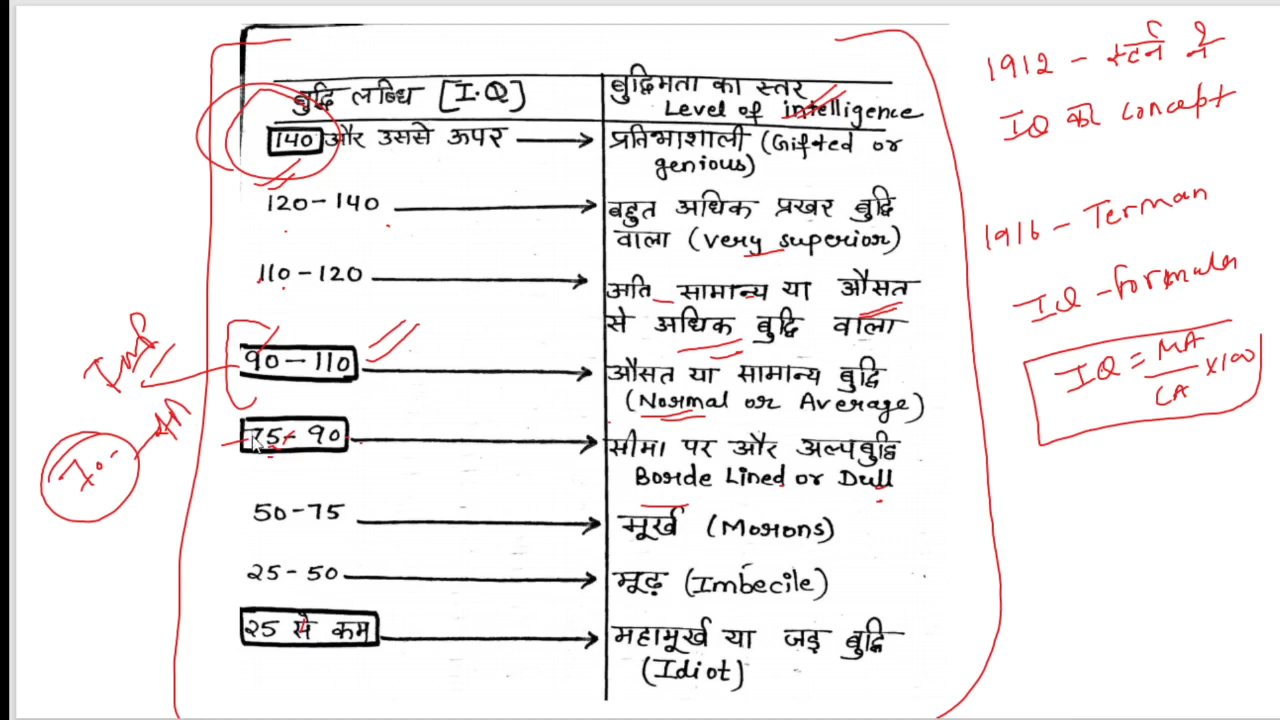 बुद्धि लब्धि [I.Q]
बुद्धिमता का स्तर
Level of intelligence
140 और उससे ऊपर
प्रतिभाशाली (Gifted or
genious)
120-140
बहुत अधिक प्रखर बुद्धि
वाला (Very superior)
110-120
अति सामान्य या औसत
से अधिक बुद्धि वाला
90-110
औसत या सामान्य बुद्धि
(Normal or Average)
75-90
सीमा पर और अल्पबुद्धि
Borde Lined or Dull
50-75
मूर्ख (Morons)
25-50
मूढ़ (Imbecile)
25 से कम
महामूर्ख या जड़ बुद्धि
(Idiot)
1912 - स्टर्न ने
IQ का concept
1916 - Terman
IQ - formula
IQ = MA/CA x100
Imp